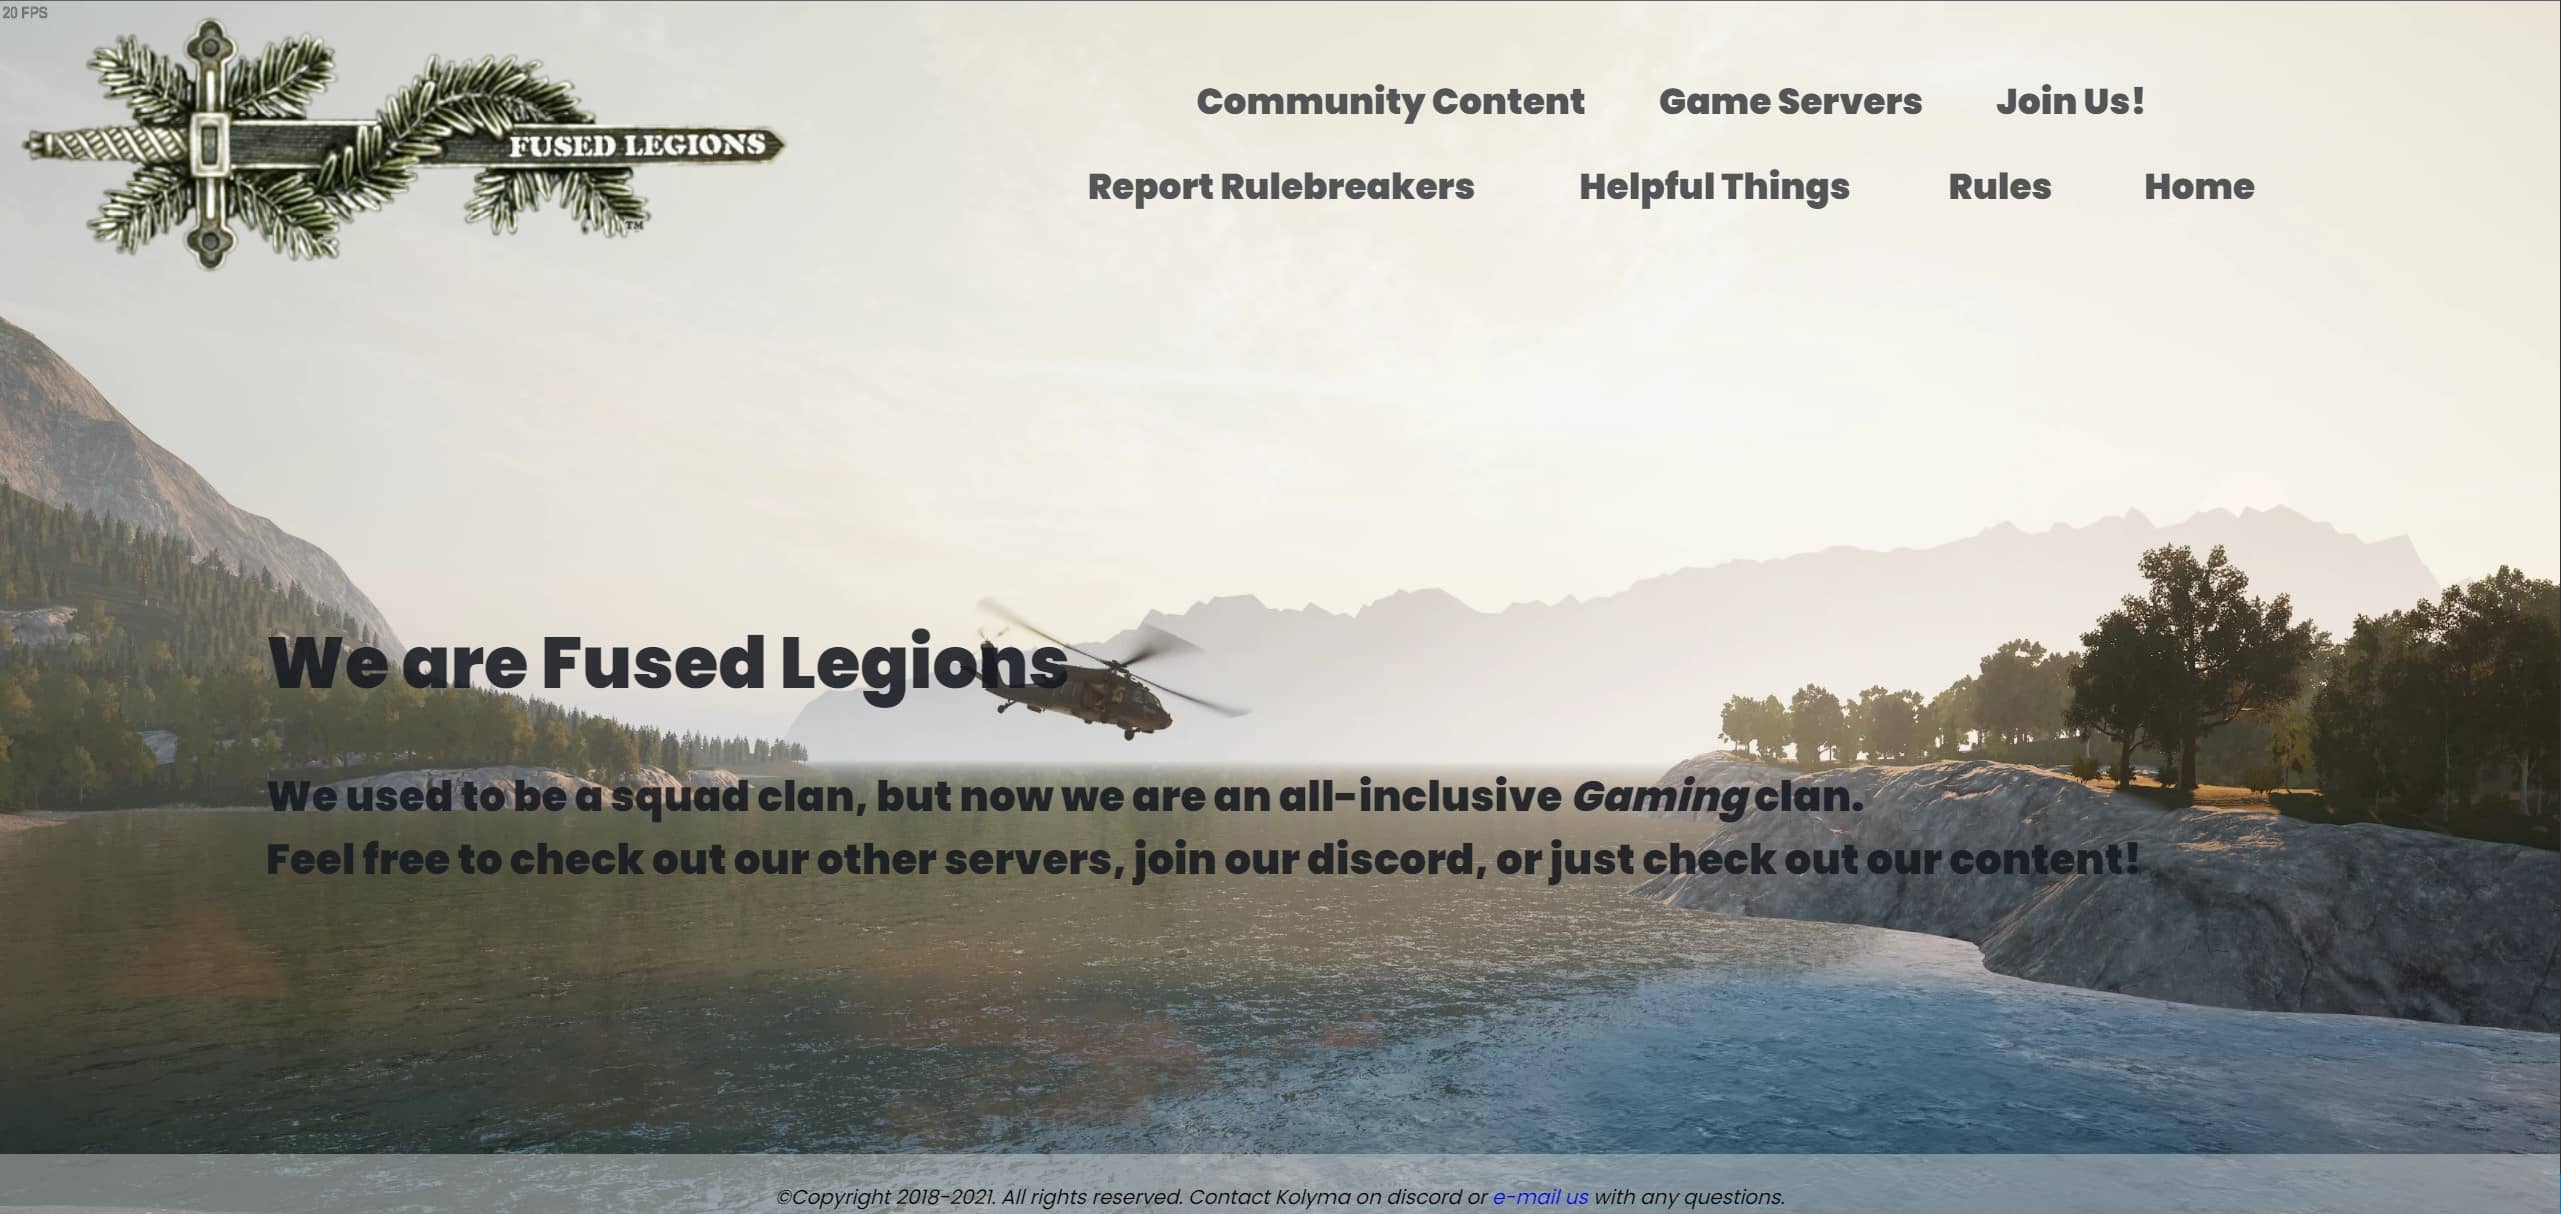 20 FPS
FUSED LEGIONS
TM
Community Content Game Servers Join Us!
Report Rulebreakers Helpful Things Rules Home
We are Fused Legions
We used to be a squad clan, but now we are an all-inclusive Gaming clan.
Feel free to check out our other servers, join our discord, or just check out our content!
©Copyright 2018-2021. All rights reserved. Contact Kolyma on discord or e-mail us with any questions.